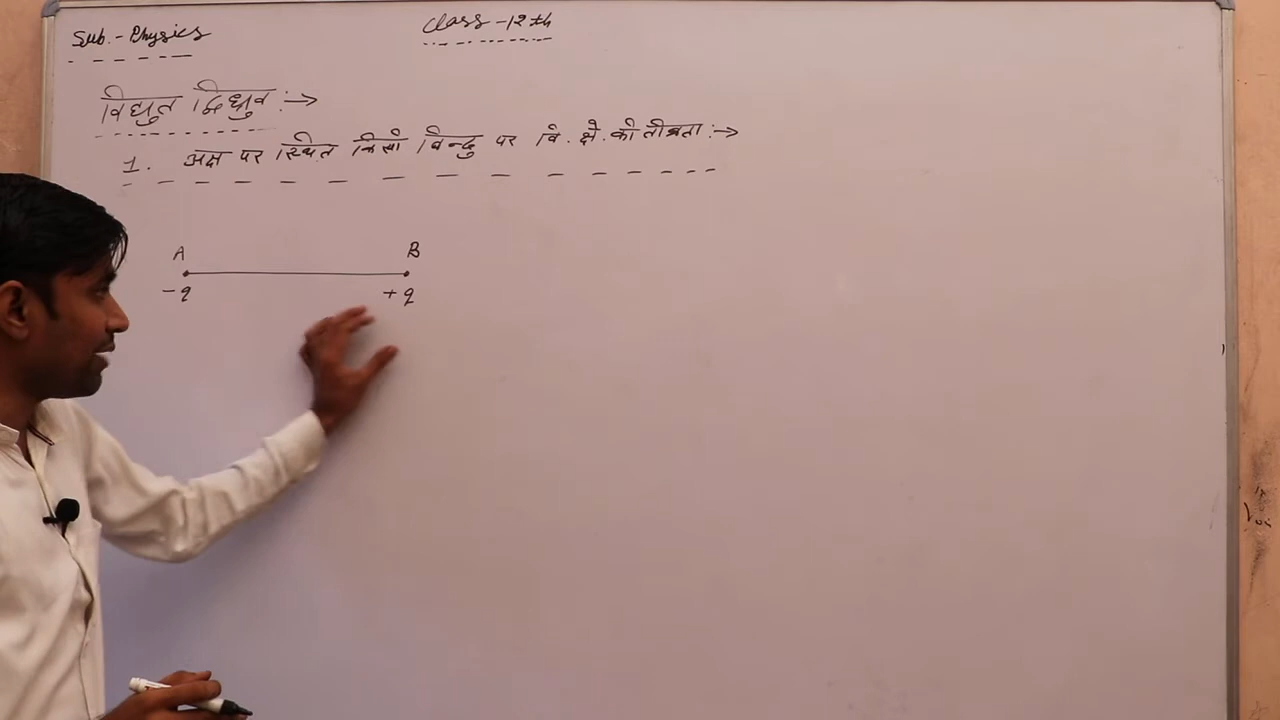 Sub. - Physics
Class - 12th
विद्युत द्विध्रुव :→
1. अक्ष पर स्थित किसी विन्दु पर वि. क्षे. की तीव्रता :→
A B
-q +q